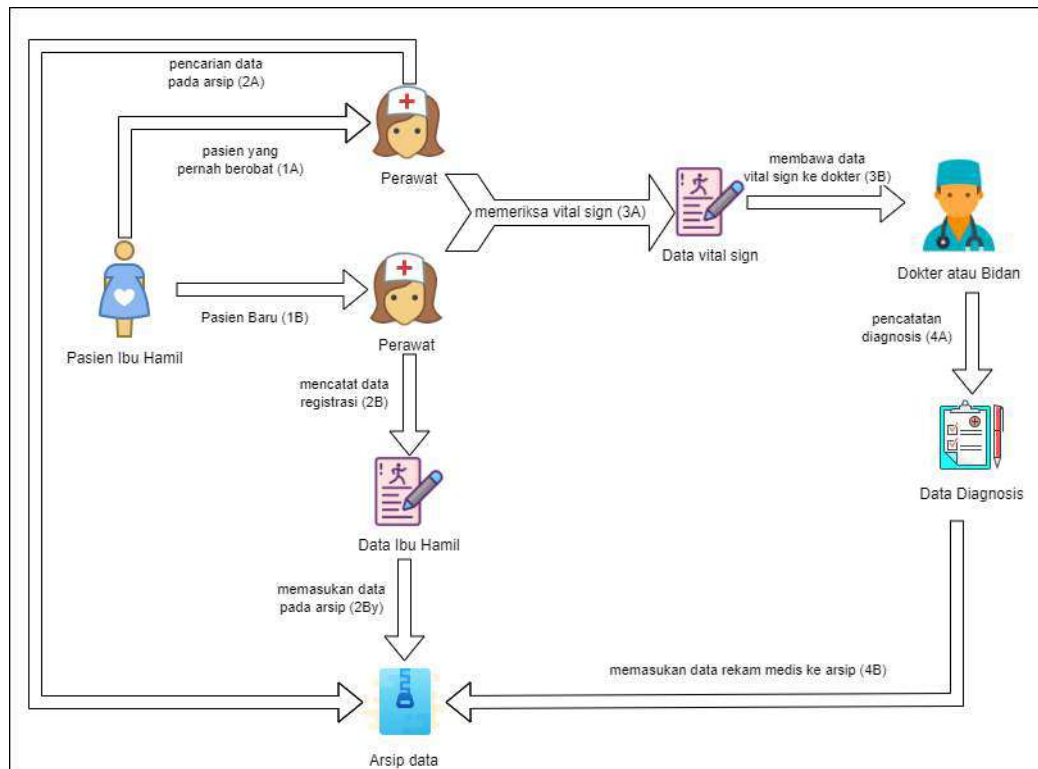 pencarian data
pada arsip (2A)
pasien yang
pernah berobat (1A)
Perawat
memeriksa vital sign (3A)
membawa data
vital sign ke dokter (3B)
Data vital sign
Dokter atau Bidan
Pasien Ibu Hamil
Pasien Baru (1B)
Perawat
pencatatan
diagnosis (4A)
mencatat data
registrasi (2B)
Data Diagnosis
Data Ibu Hamil
memasukan data
pada arsip (2By)
memasukan data rekam medis ke arsip (4B)
Arsip data